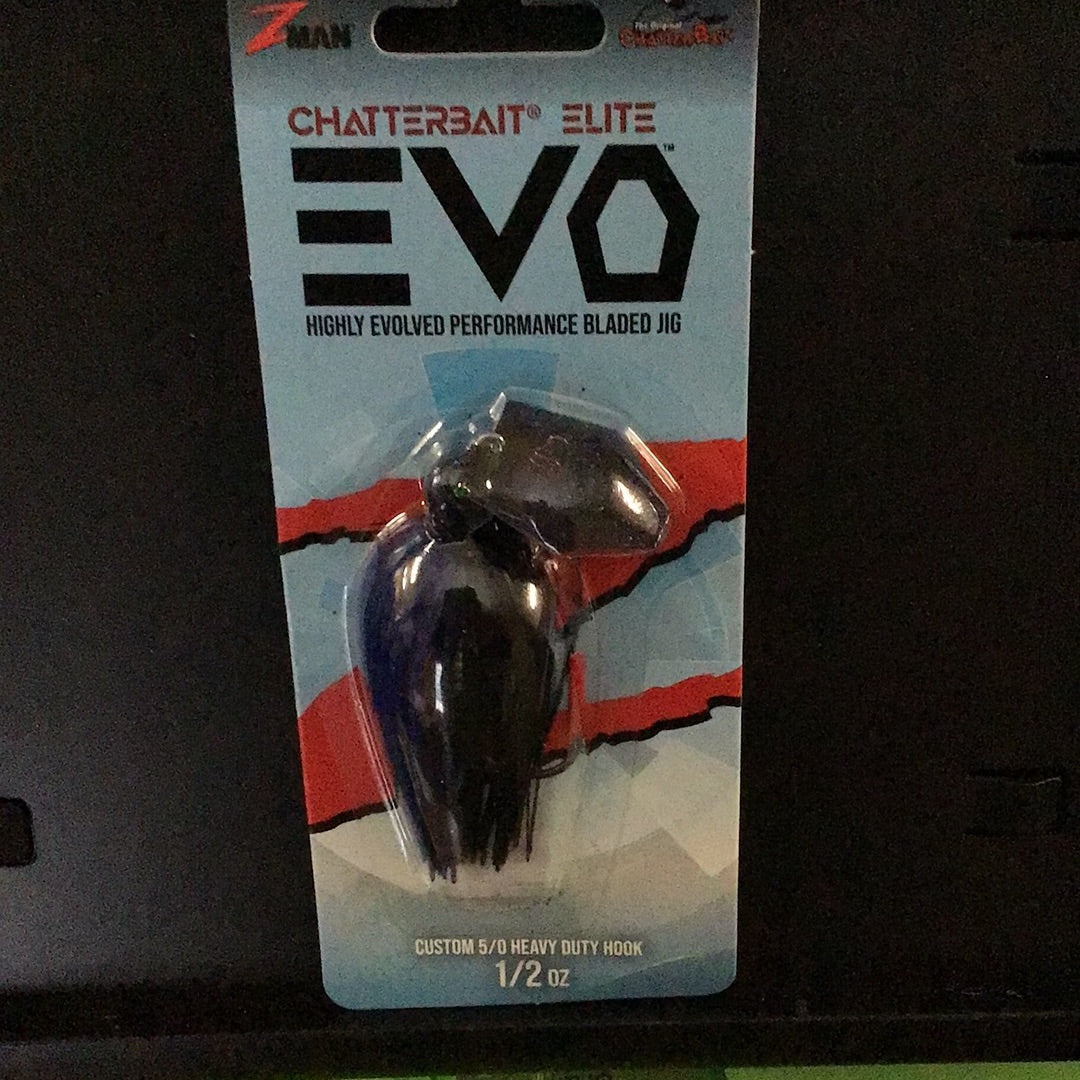 ZMAN
The Original
CHATTERBAIT
CHATTERBAIT® ELITE
EVO™
HIGHLY EVOLVED PERFORMANCE BLADED JIG
CUSTOM 5/0 HEAVY DUTY HOOK
1/2 OZ